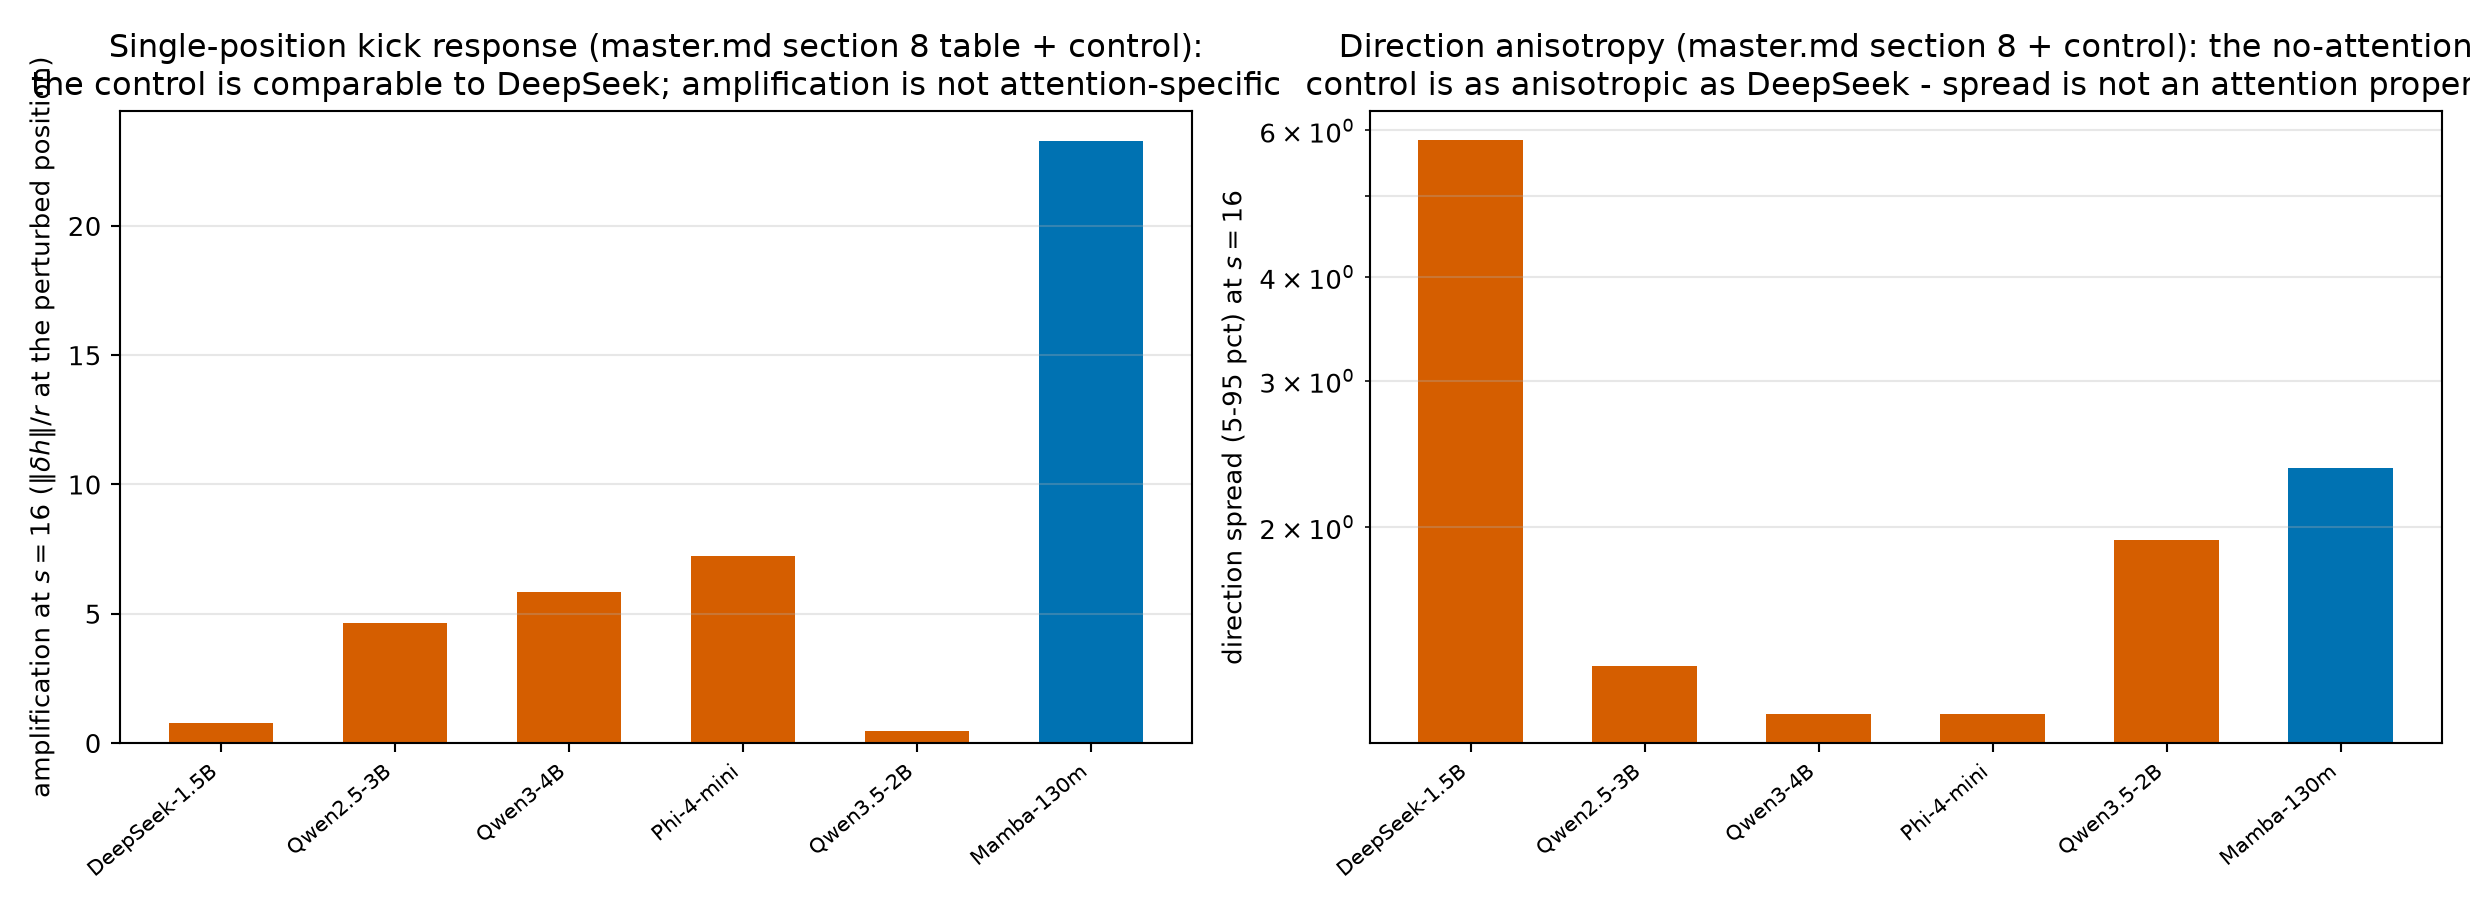 Single-position kick response (master.md section 8 table + control):
the control is comparable to DeepSeek; amplification is not attention-specific
amplification at s = 16 (‖δh‖/r at the perturbed position)
20
15
10
5
0
DeepSeek-1.5B
Qwen2.5-3B
Qwen3-4B
Phi-4-mini
Qwen3.5-2B
Mamba-130m
Direction anisotropy (master.md section 8 + control): the no-attention
control is as anisotropic as DeepSeek - spread is not an attention proper
direction spread (5-95 pct) at s = 16
6 × 10⁰
4 × 10⁰
3 × 10⁰
2 × 10⁰
DeepSeek-1.5B
Qwen2.5-3B
Qwen3-4B
Phi-4-mini
Qwen3.5-2B
Mamba-130m